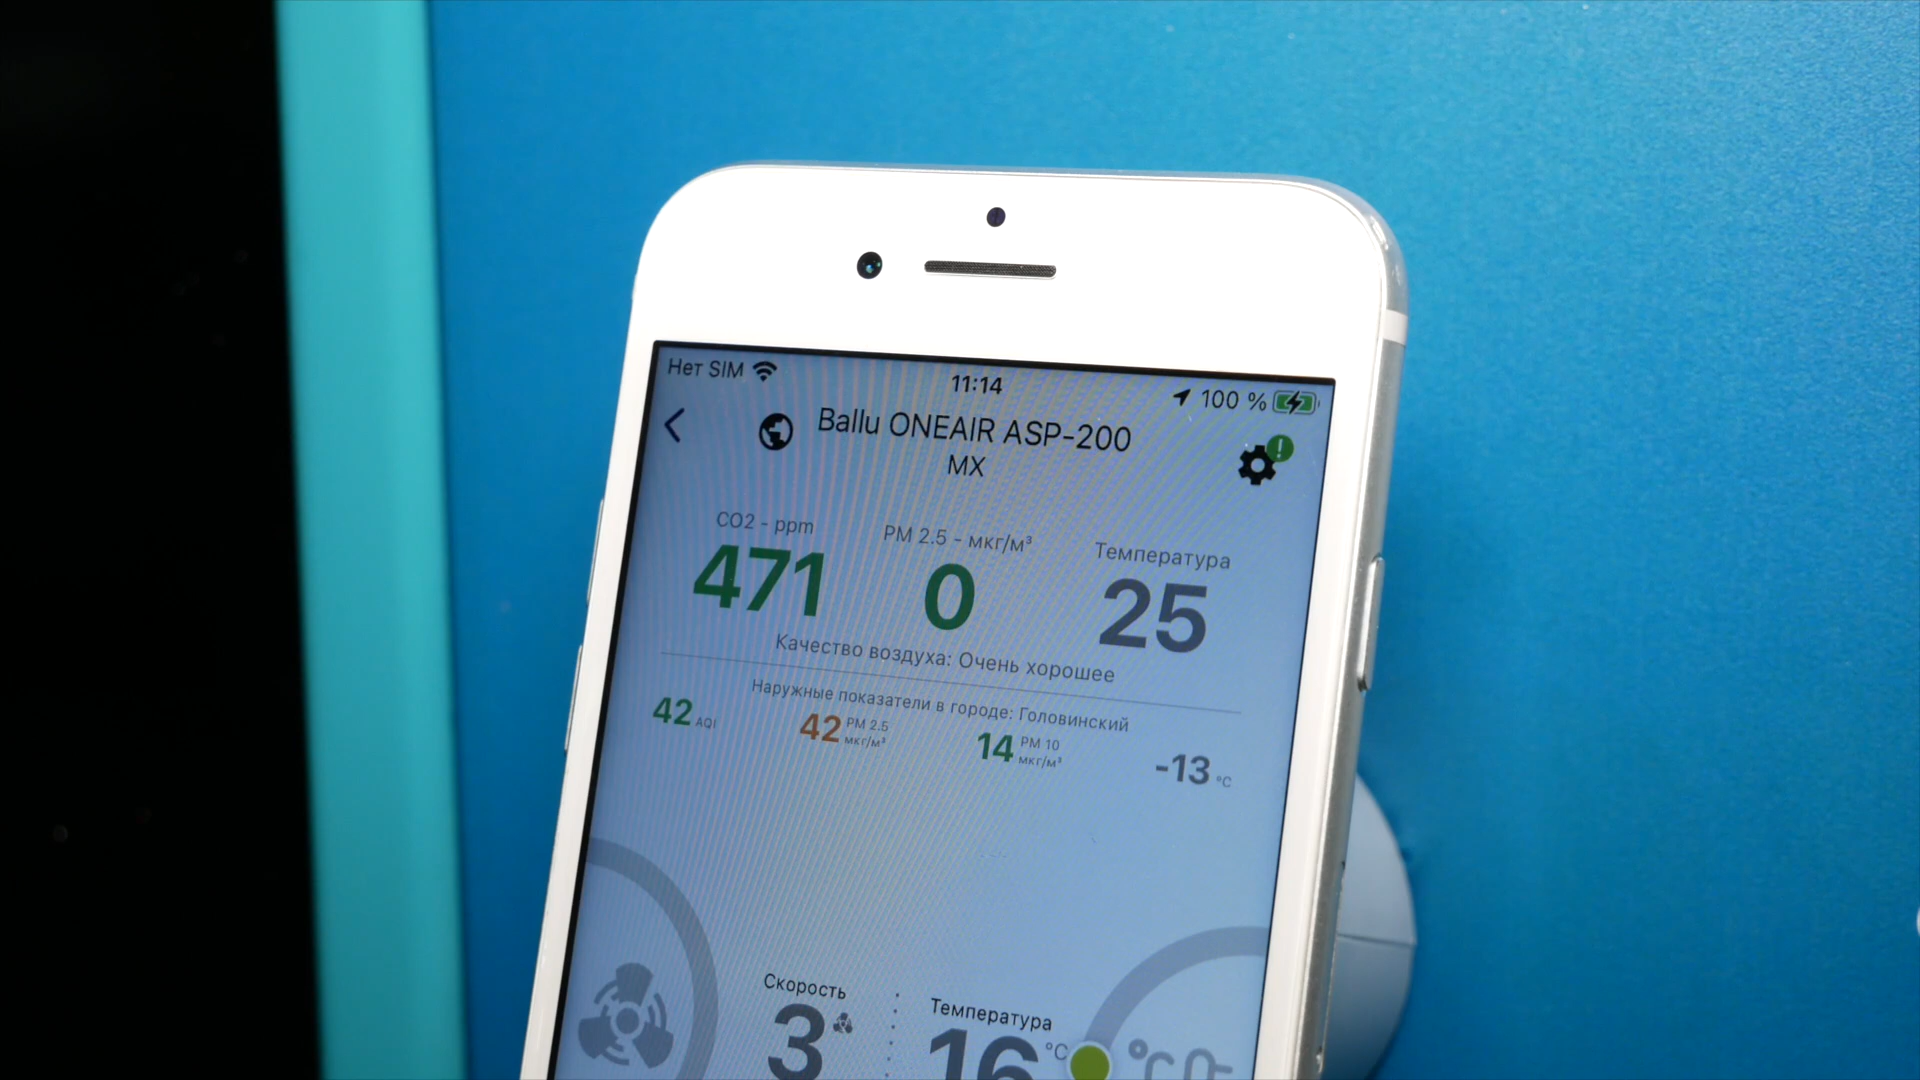 Нет SIM
11:14
100 %
Ballu ONEAIR ASP-200
MX
CO2 - ppm
PM 2.5 - мкг/м³
Температура
471
0
25
Качество воздуха: Очень хорошее
Наружные показатели в городе: Головинский
42 AQI
42 PM 2.5 мкг/м³
14 PM 10 мкг/м³
-13 °C
Скорость
Температура
3
16 °C
°C